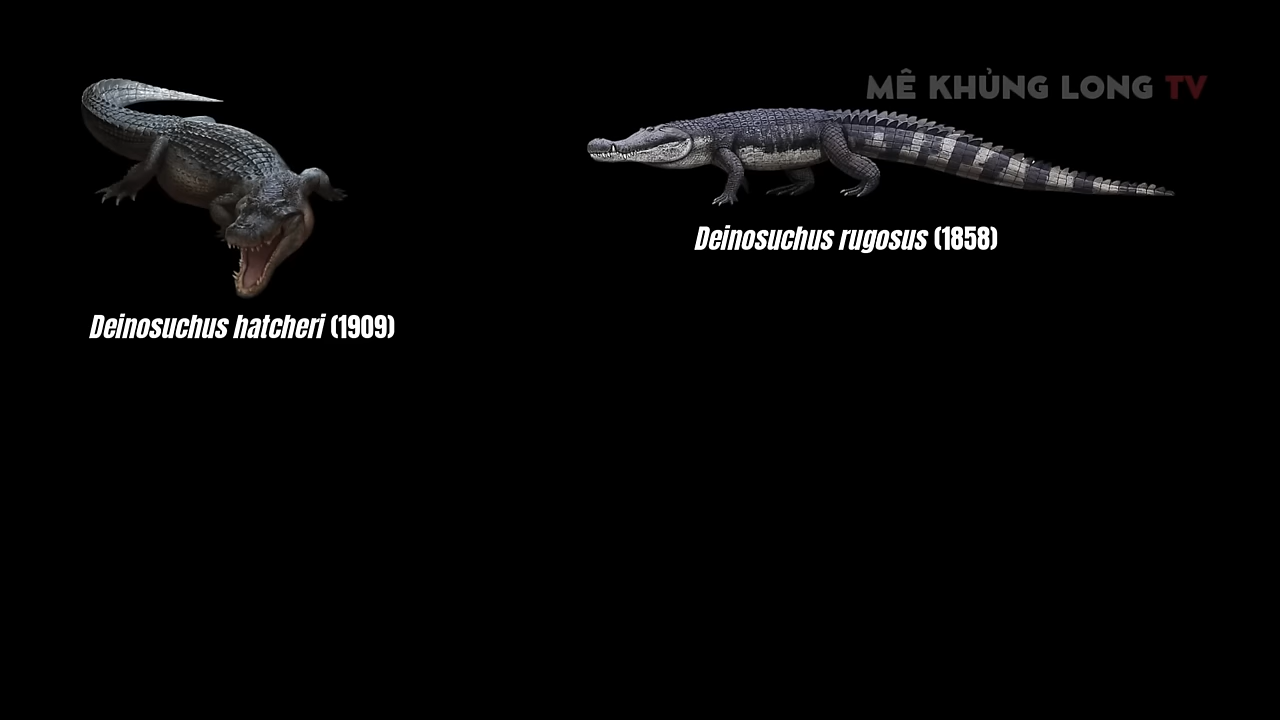 MÊ KHỦNG LONG TV
Deinosuchus rugosus (1858)
Deinosuchus hatcheri (1909)